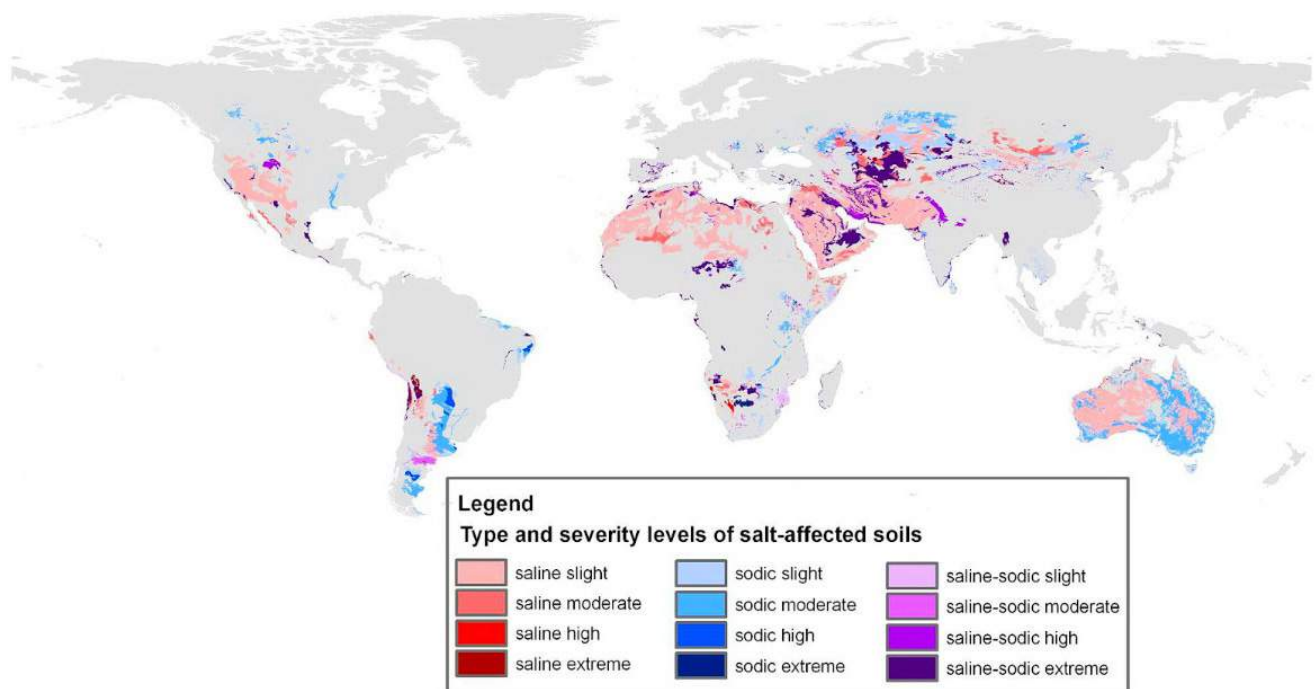 Legend
Type and severity levels of salt-affected soils
saline slight
saline moderate
saline high
saline extreme
sodic slight
sodic moderate
sodic high
sodic extreme
saline-sodic slight
saline-sodic moderate
saline-sodic high
saline-sodic extreme